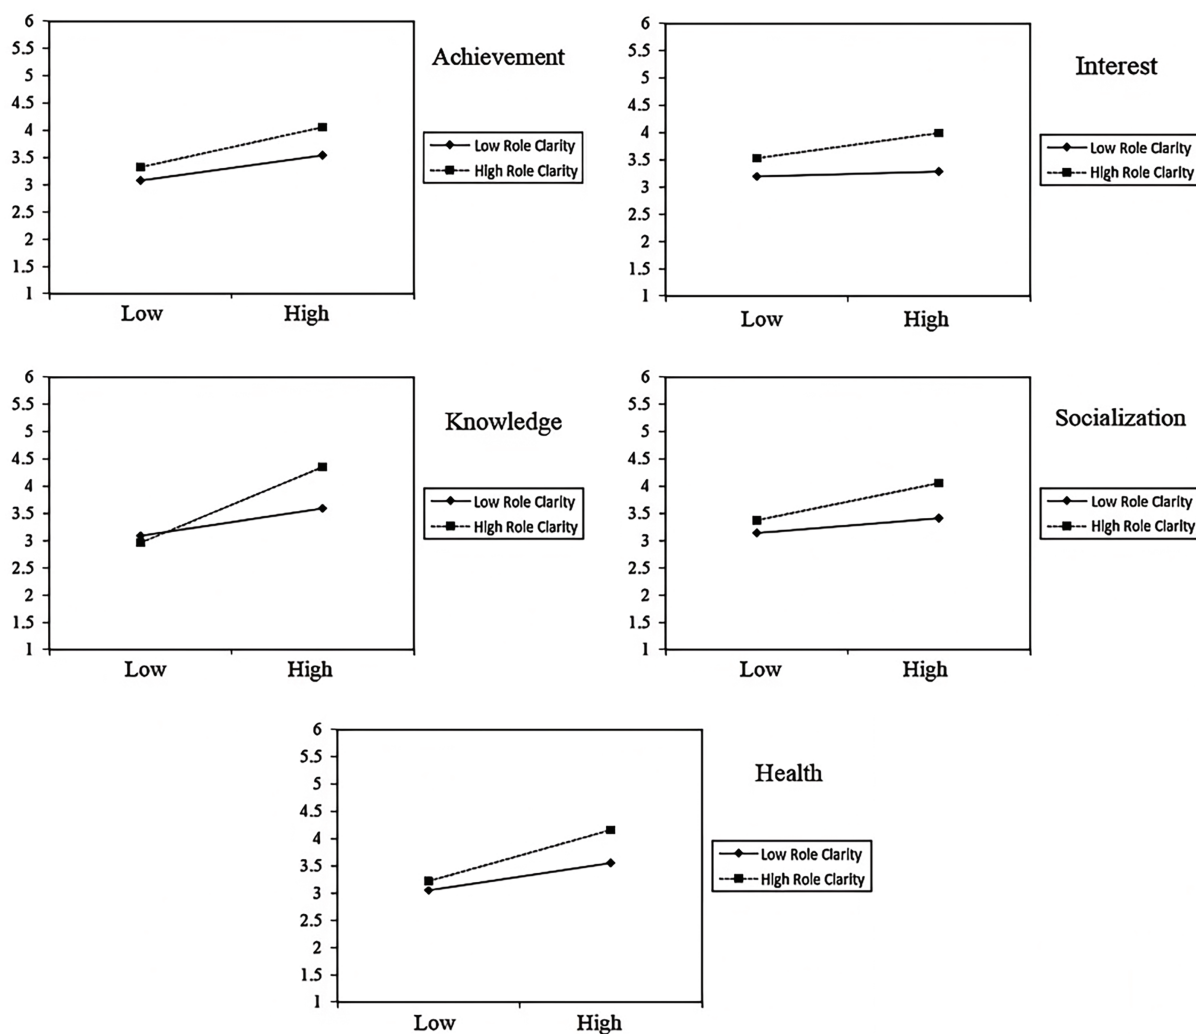 Achievement
6
5.5
5
4.5
4
3.5
3
2.5
2
1.5
1
Low High
Low Role Clarity
High Role Clarity
Interest
6
5.5
5
4.5
4
3.5
3
2.5
2
1.5
1
Low High
Low Role Clarity
High Role Clarity
Knowledge
6
5.5
5
4.5
4
3.5
3
2.5
2
1.5
1
Low High
Low Role Clarity
High Role Clarity
Socialization
6
5.5
5
4.5
4
3.5
3
2.5
2
1.5
1
Low High
Low Role Clarity
High Role Clarity
Health
6
5.5
5
4.5
4
3.5
3
2.5
2
1.5
1
Low High
Low Role Clarity
High Role Clarity